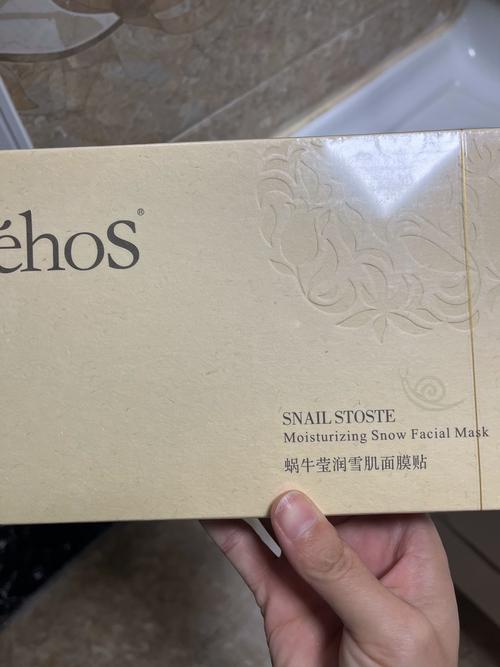 éhoS®
SNAIL STOSTE
Moisturizing Snow Facial Mask
蜗牛莹润雪肌面膜贴